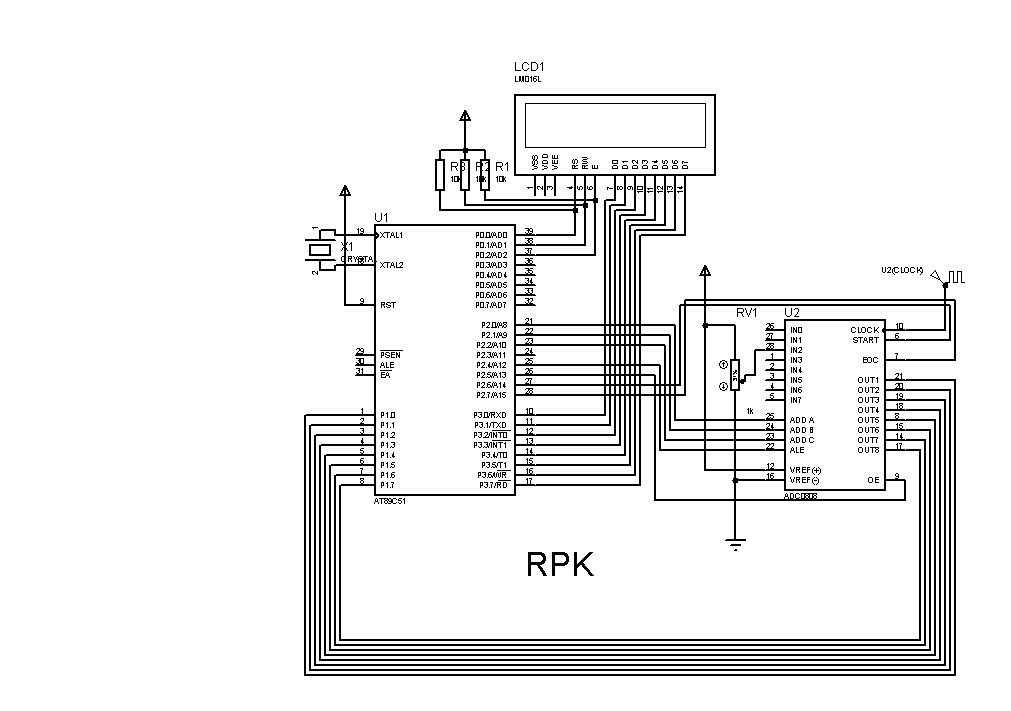 LCD1
LM016L
VSS VDD VEE RS RW E D0 D1 D2 D3 D4 D5 D6 D7
1 2 3 4 5 6 7 8 9 10 11 12 13 14
R3 R2 R1
10k 10k 10k
U1
X1
CRYSTAL
1
2
19 XTAL1
18 XTAL2
9 RST
29 PSEN
30 ALE
31 EA
1 P1.0
2 P1.1
3 P1.2
4 P1.3
5 P1.4
6 P1.5
7 P1.6
8 P1.7
P0.0/AD0 39
P0.1/AD1 38
P0.2/AD2 37
P0.3/AD3 36
P0.4/AD4 35
P0.5/AD5 34
P0.6/AD6 33
P0.7/AD7 32
P2.0/A8 21
P2.1/A9 22
P2.2/A10 23
P2.3/A11 24
P2.4/A12 25
P2.5/A13 26
P2.6/A14 27
P2.7/A15 28
P3.0/RXD 10
P3.1/TXD 11
P3.2/INT0 12
P3.3/INT1 13
P3.4/T0 14
P3.5/T1 15
P3.6/WR 16
P3.7/RD 17
AT89C51
U2(CLOCK)
RV1
51%
1k
U2
26 IN0
27 IN1
28 IN2
1 IN3
2 IN4
3 IN5
4 IN6
5 IN7
25 ADD A
24 ADD B
23 ADD C
22 ALE
12 VREF(+)
16 VREF(-)
CLOCK 10
START 6
EOC 7
OUT1 21
OUT2 20
OUT3 19
OUT4 18
OUT5 8
OUT6 15
OUT7 14
OUT8 17
OE 9
ADC0808
RPK